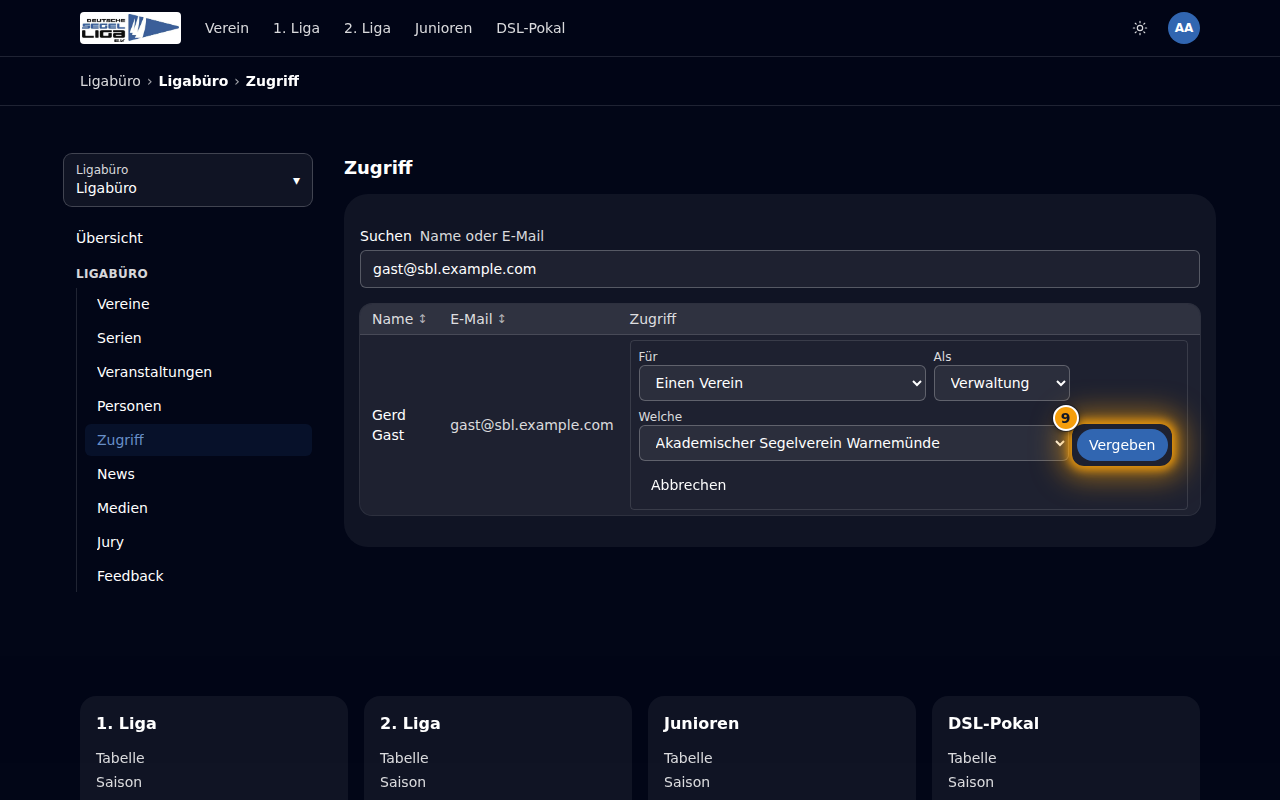 DEUTSCHE
SEGEL
LIGA
e.V.
Verein 1. Liga 2. Liga Junioren DSL-Pokal
AA
Ligabüro › Ligabüro › Zugriff
Ligabüro
Ligabüro
Übersicht
LIGABÜRO
Vereine
Serien
Veranstaltungen
Personen
Zugriff
News
Medien
Jury
Feedback
Zugriff
Suchen Name oder E-Mail
gast@sbl.example.com
Name ↕ E-Mail ↕ Zugriff
Gerd
Gast
gast@sbl.example.com
Für Als
Einen Verein Verwaltung
Welche
9
Akademischer Segelverein Warnemünde Vergeben
Abbrechen
1. Liga
Tabelle
Saison
2. Liga
Tabelle
Saison
Junioren
Tabelle
Saison
DSL-Pokal
Tabelle
Saison